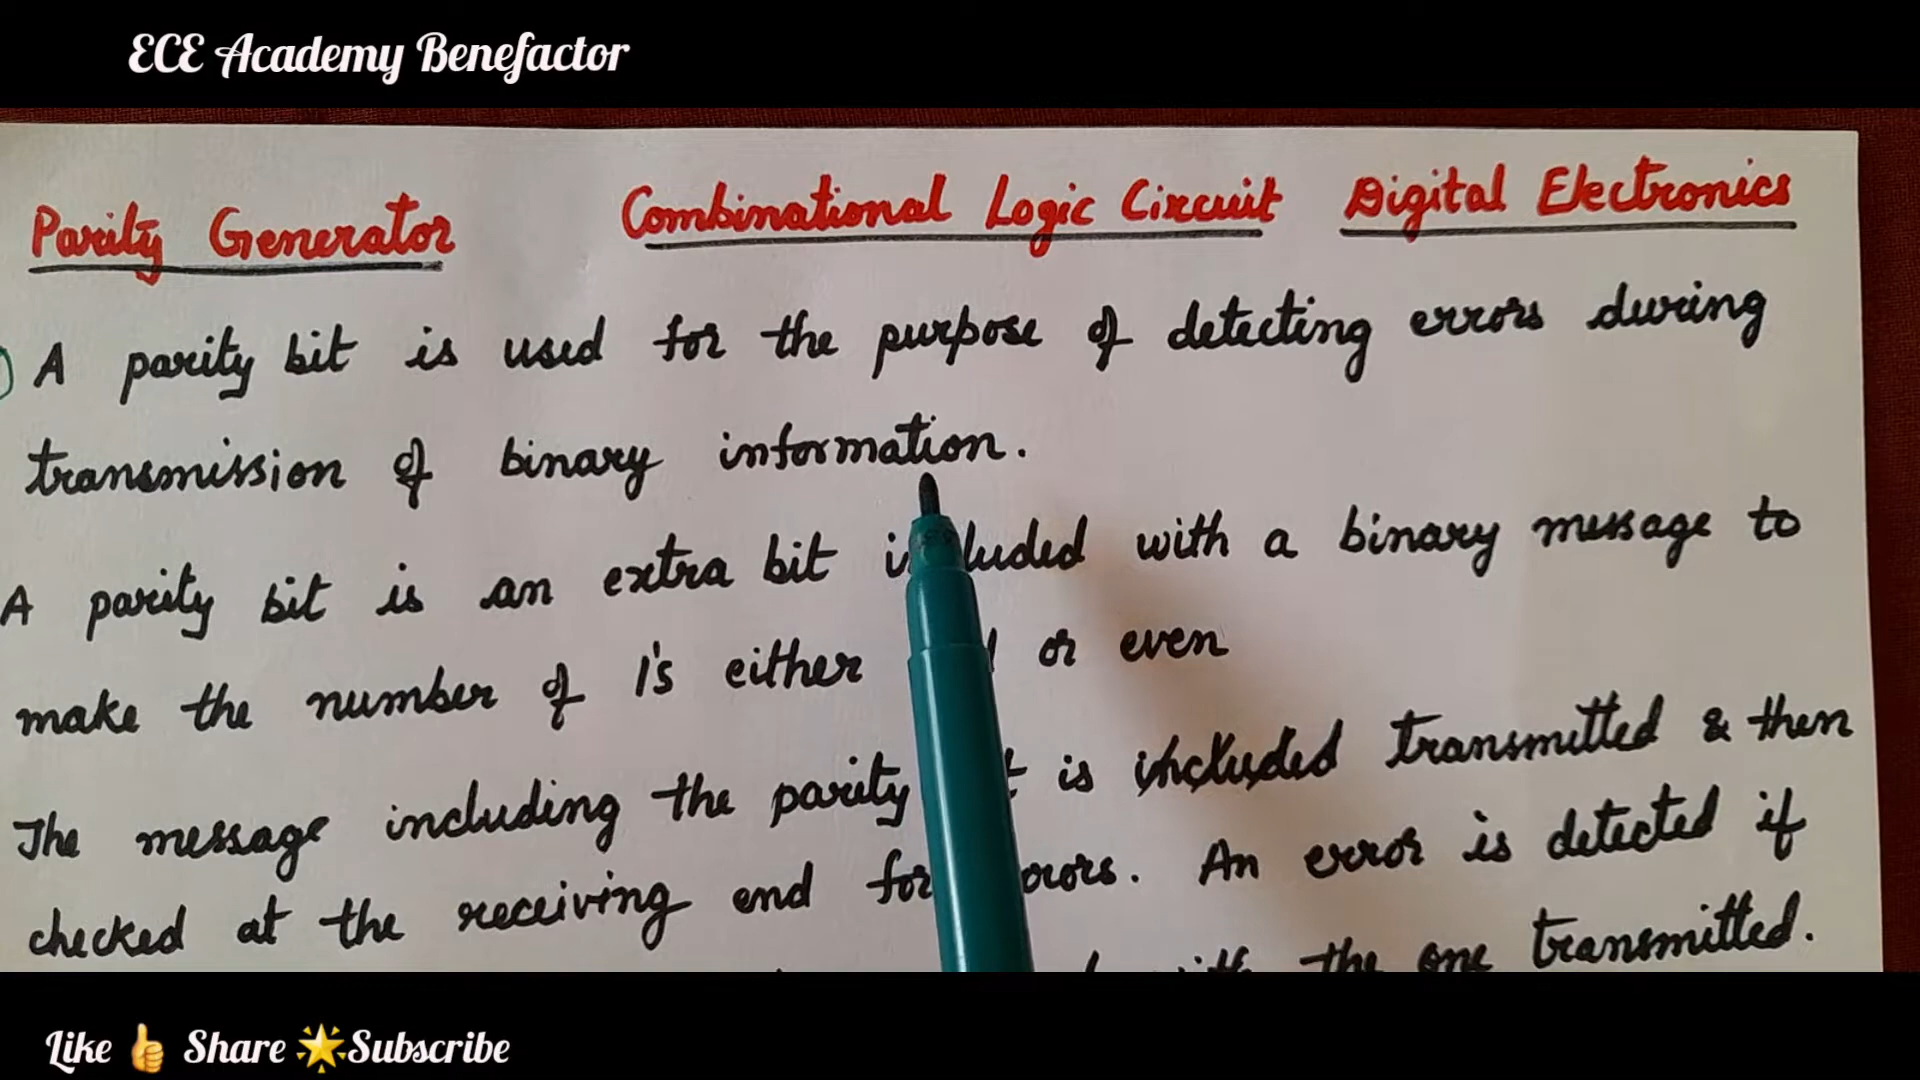 ECE Academy Benefactor
Parity Generator Combinational Logic Circuit Digital Electronics
A parity bit is used for the purpose of detecting errors during
transmission of binary information.
A parity bit is an extra bit included with a binary message to
make the number of 1's either or even
The message including the parity is included transmitted & then
checked at the receiving end for An error is detected if
with the one transmitted.
Like 👍 Share 🌟Subscribe